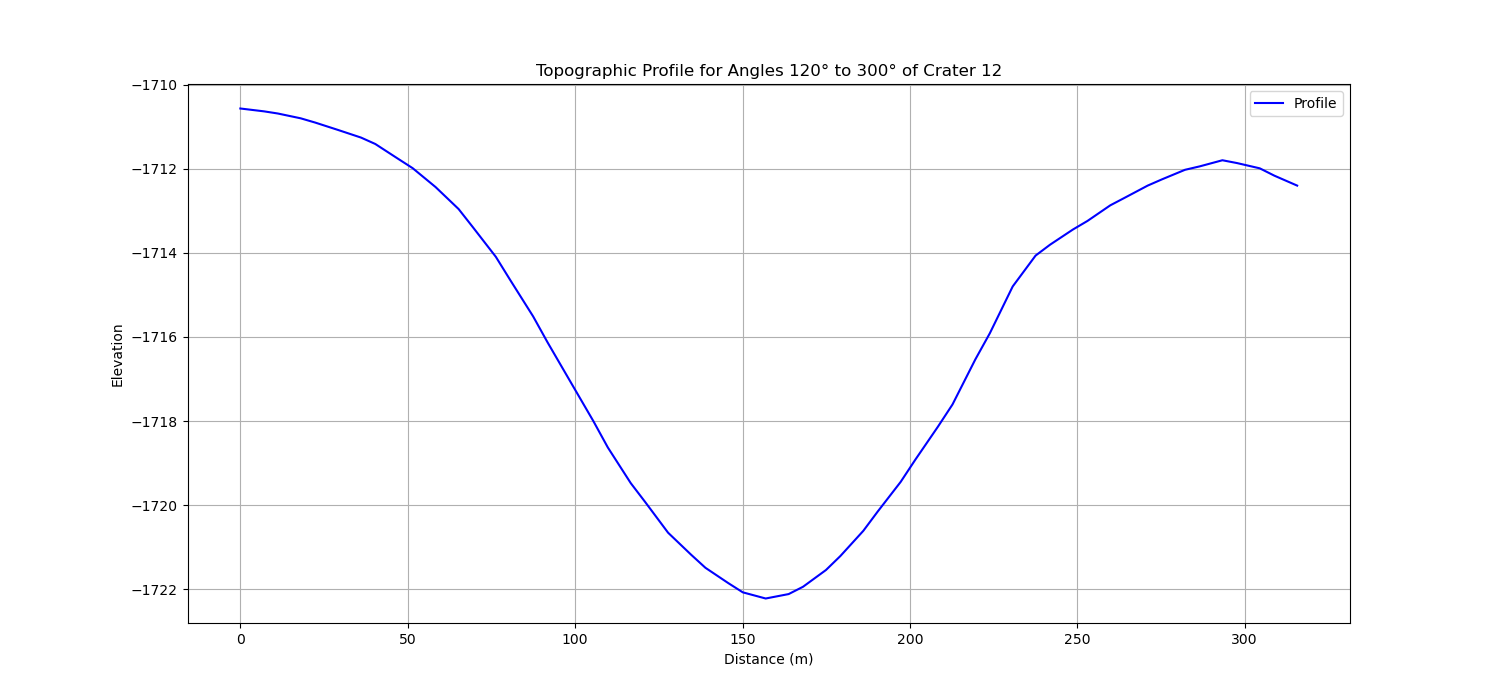 Topographic Profile for Angles 120° to 300° of Crater 12
Profile
−1710
−1712
−1714
−1716
−1718
−1720
−1722
Elevation
0 50 100 150 200 250 300
Distance (m)